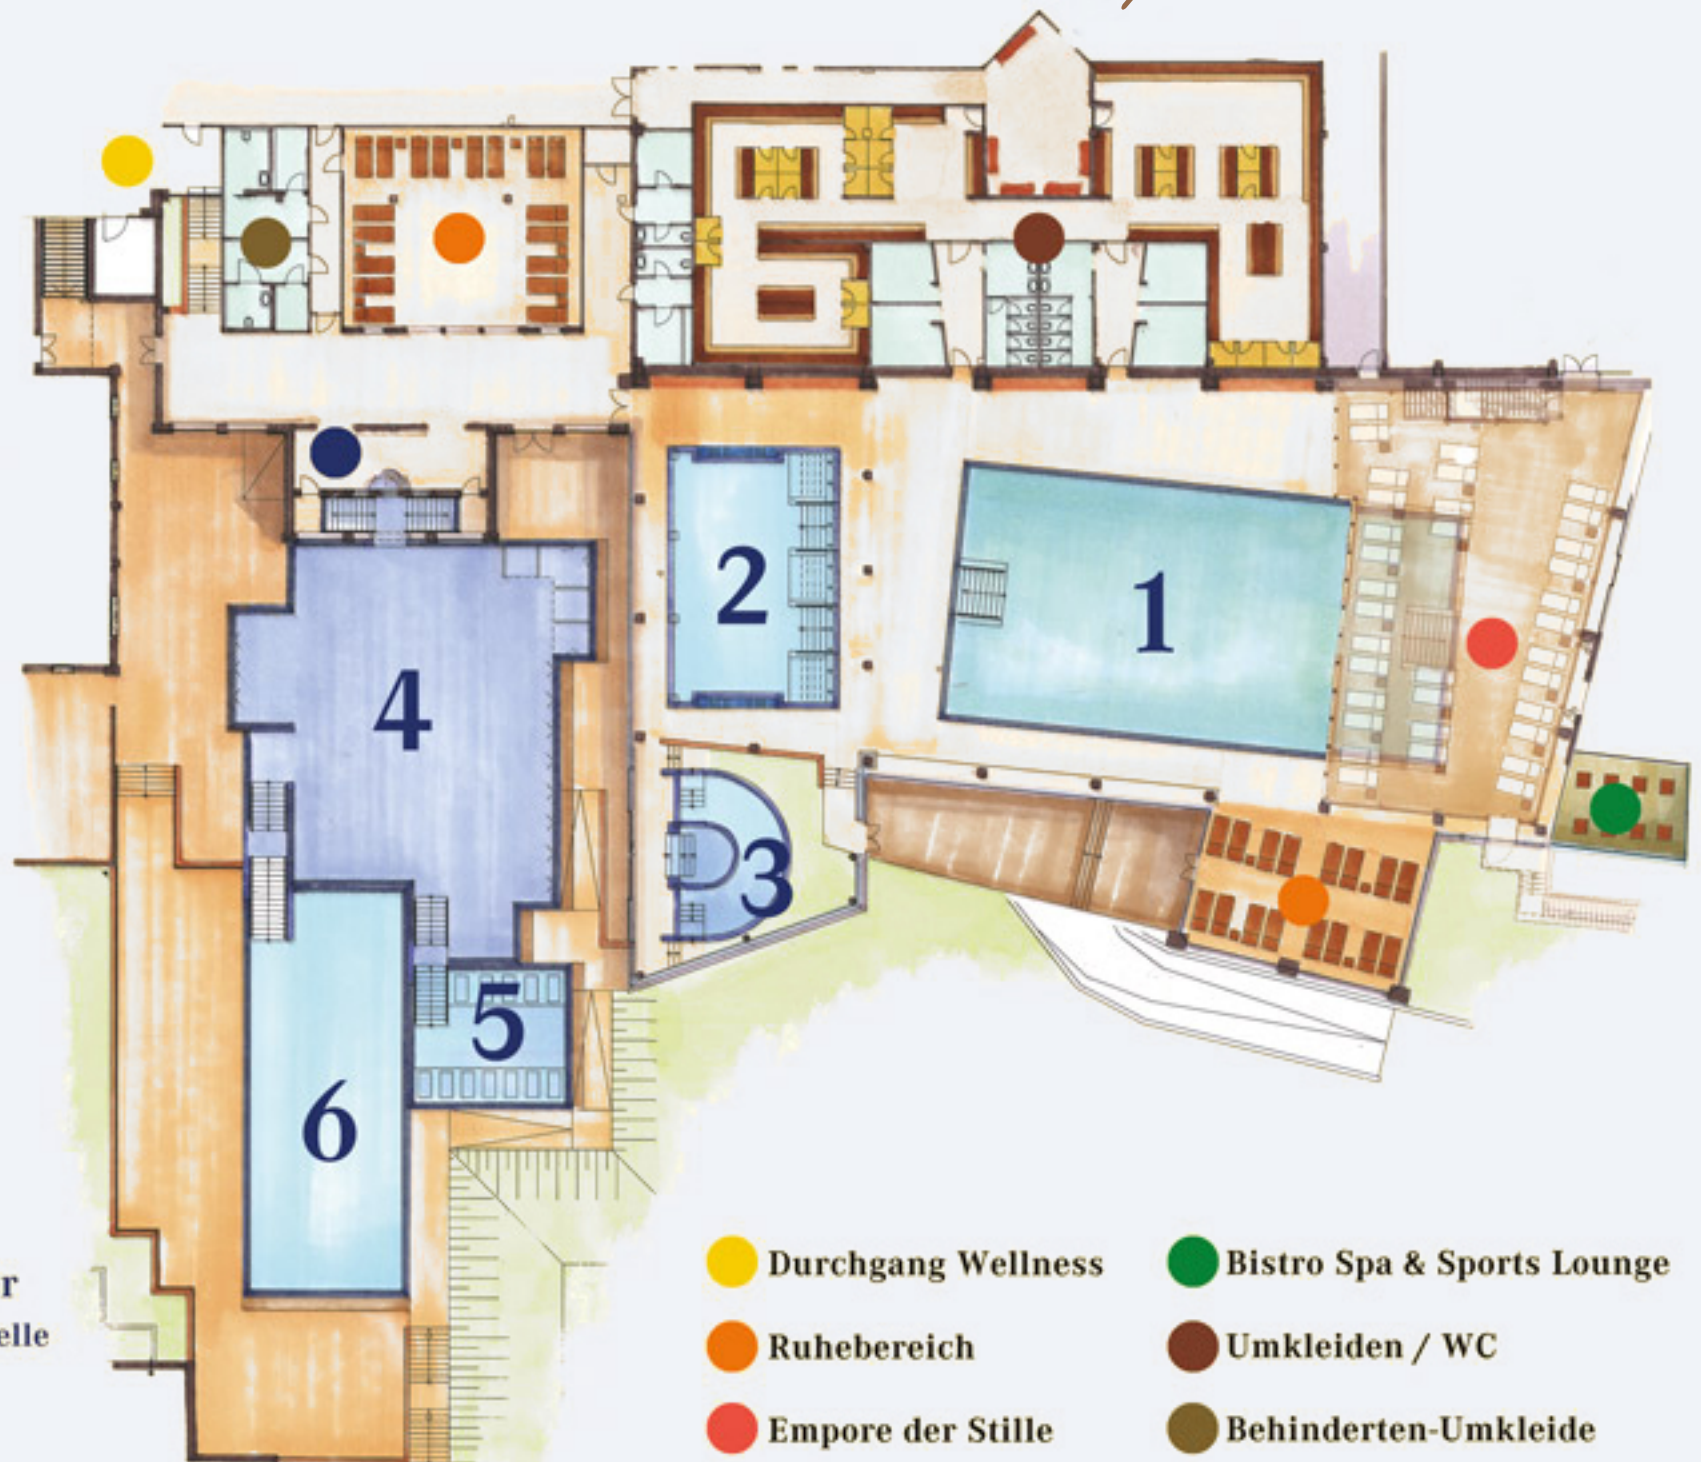 2
1
4
3
5
6
r
elle
Durchgang Wellness
Ruhebereich
Empore der Stille
Bistro Spa & Sports Lounge
Umkleiden / WC
Behinderten-Umkleide